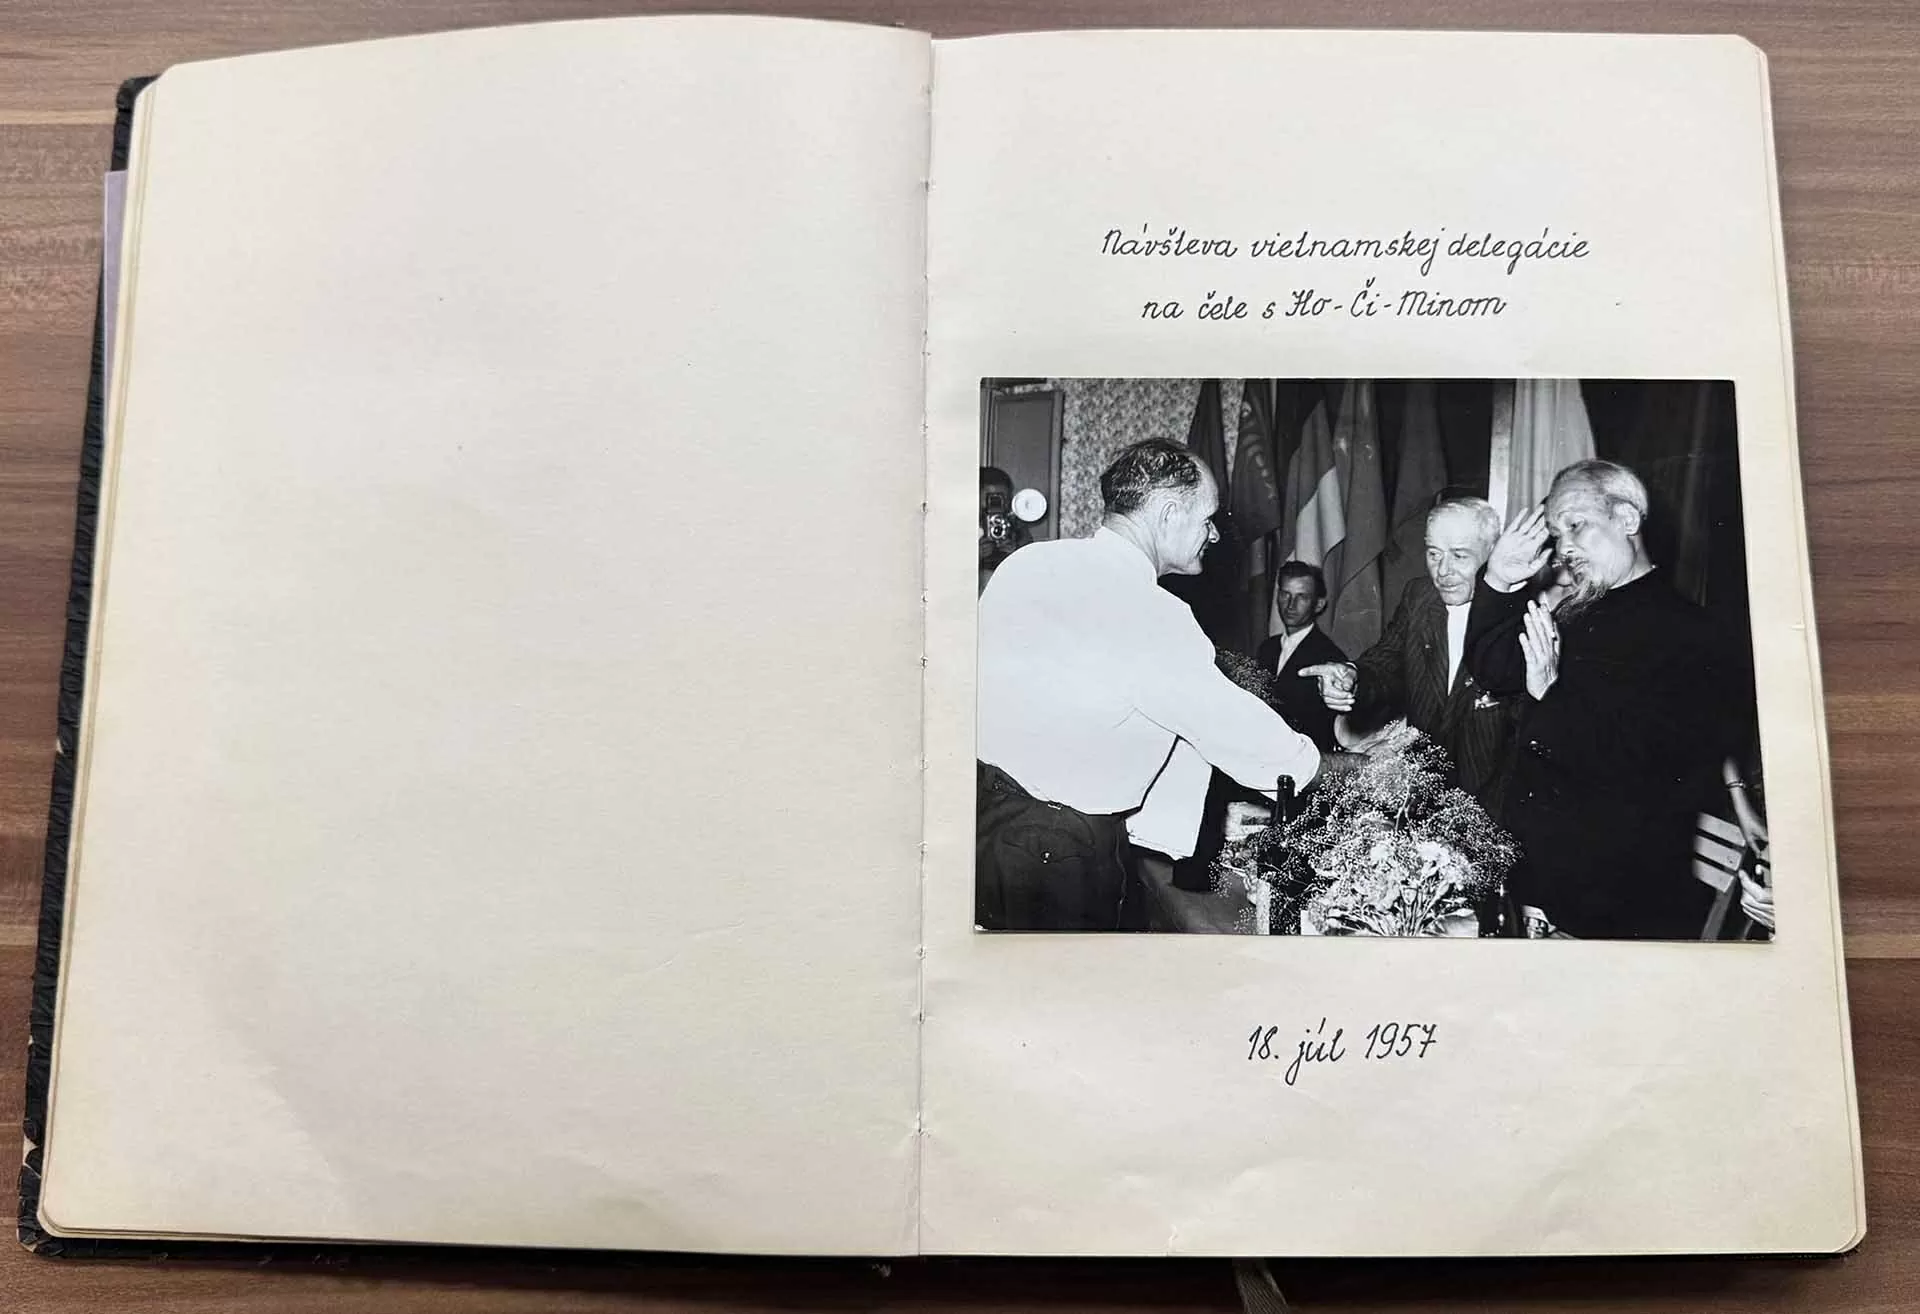 Návšteva vietnamskej delegácie
na čele s Ho-Či-Minom
18. júl 1957